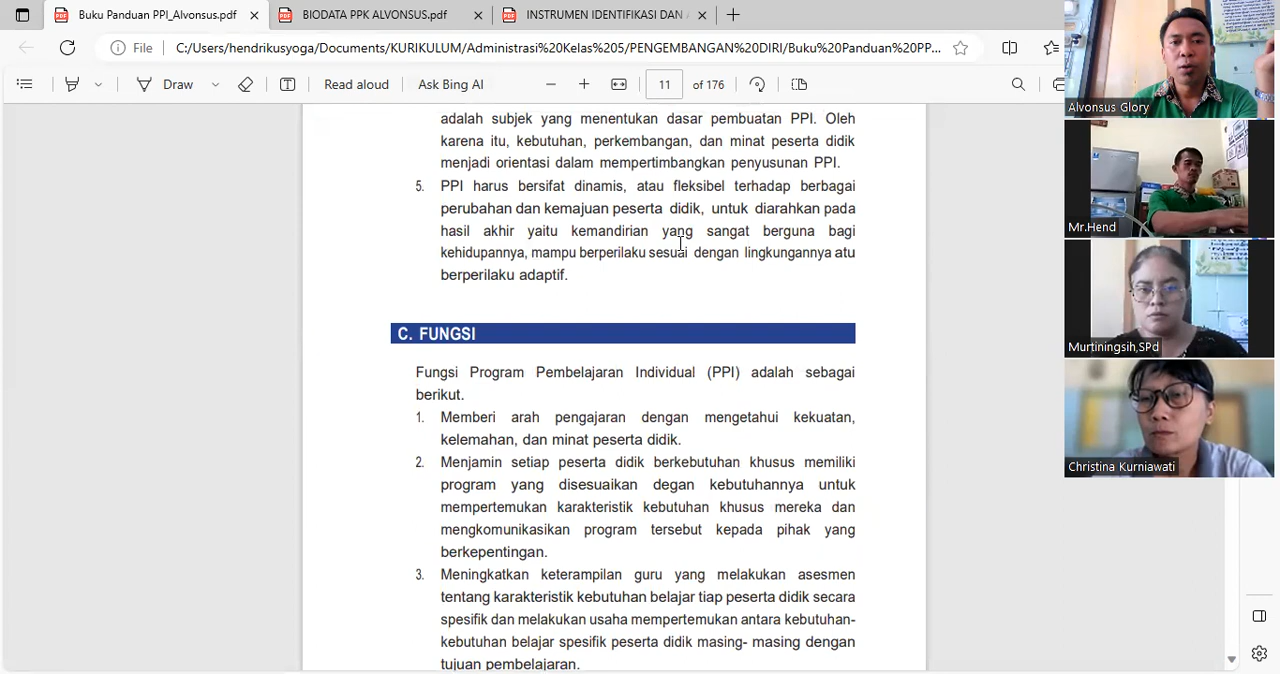 Buku Panduan PPI_Alvonsus.pdf
BIODATA PPK ALVONSUS.pdf
INSTRUMEN IDENTIFIKASI DAN
File
C:/Users/hendrikusyoga/Documents/KURIKULUM/Administrasi%20Kelas%205/PENGEMBANGAN%20DIRI/Buku%20Panduan%20PP...
Draw
Read aloud
Ask Bing AI
11
of 176
adalah subjek yang menentukan dasar pembuatan PPI. Oleh
karena itu, kebutuhan, perkembangan, dan minat peserta didik
menjadi orientasi dalam mempertimbangkan penyusunan PPI.
5. PPI harus bersifat dinamis, atau fleksibel terhadap berbagai
perubahan dan kemajuan peserta didik, untuk diarahkan pada
hasil akhir yaitu kemandirian yang sangat berguna bagi
kehidupannya, mampu berperilaku sesuai dengan lingkungannya atu
berperilaku adaptif.
C. FUNGSI
Fungsi Program Pembelajaran Individual (PPI) adalah sebagai
berikut.
1. Memberi arah pengajaran dengan mengetahui kekuatan,
kelemahan, dan minat peserta didik.
2. Menjamin setiap peserta didik berkebutuhan khusus memiliki
program yang disesuaikan degan kebutuhannya untuk
mempertemukan karakteristik kebutuhan khusus mereka dan
mengkomunikasikan program tersebut kepada pihak yang
berkepentingan.
3. Meningkatkan keterampilan guru yang melakukan asesmen
tentang karakteristik kebutuhan belajar tiap peserta didik secara
spesifik dan melakukan usaha mempertemukan antara kebutuhan-
kebutuhan belajar spesifik peserta didik masing- masing dengan
tujuan pembelajaran.
Alvonsus Glory
Mr.Hend
Murtiningsih,SPd
Christina Kurniawati